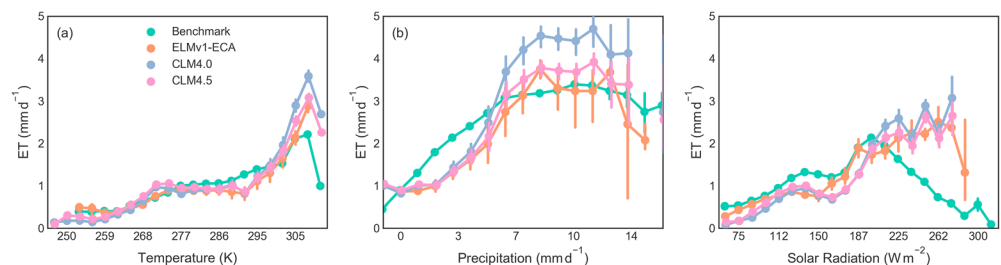 (a)
Benchmark
ELMv1-ECA
CLM4.0
CLM4.5
ET (mm d⁻¹)
5
4
3
2
1
0
250 259 268 277 286 295 305
Temperature (K)
(b)
ET (mm d⁻¹)
5
4
3
2
1
0
0 3 7 10 14
Precipitation (mm d⁻¹)
ET (mm d⁻¹)
5
4
3
2
1
0
75 112 150 187 225 262 300
Solar Radiation (W m⁻²)